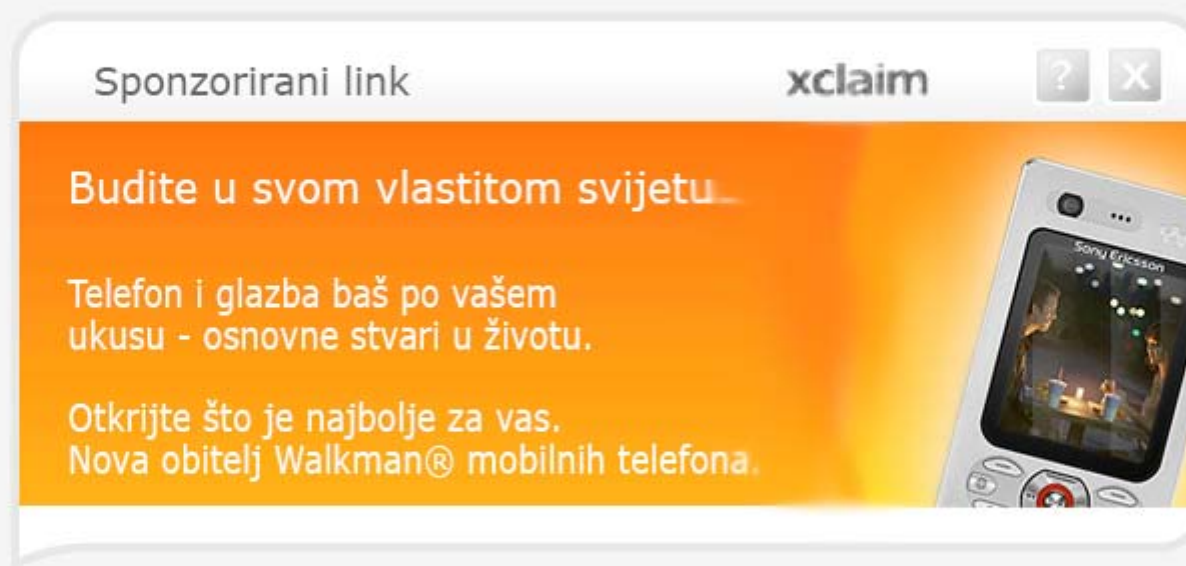 Sponzorirani link
xclaim
? X
Budite u svom vlastitom svijetu...
Telefon i glazba baš po vašem
ukusu - osnovne stvari u životu.
Otkrijte što je najbolje za vas.
Nova obitelj Walkman® mobilnih telefona.
Sony Ericsson